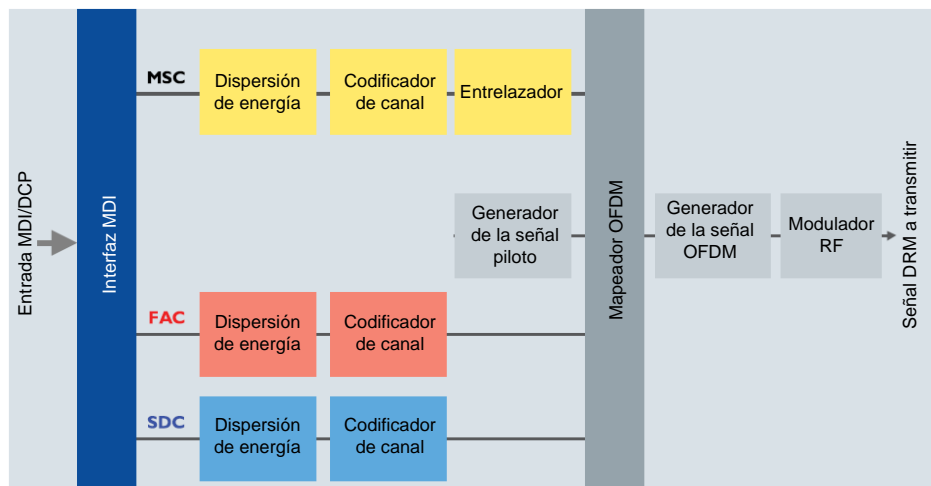 Entrada MDI/DCP
Interfaz MDI
MSC
Dispersión
de energía
Codificador
de canal
Entrelazador
Generador
de la señal
piloto
FAC
Dispersión
de energía
Codificador
de canal
SDC
Dispersión
de energía
Codificador
de canal
Mapeador OFDM
Generador
de la señal
OFDM
Modulador
RF
Señal DRM a transmitir